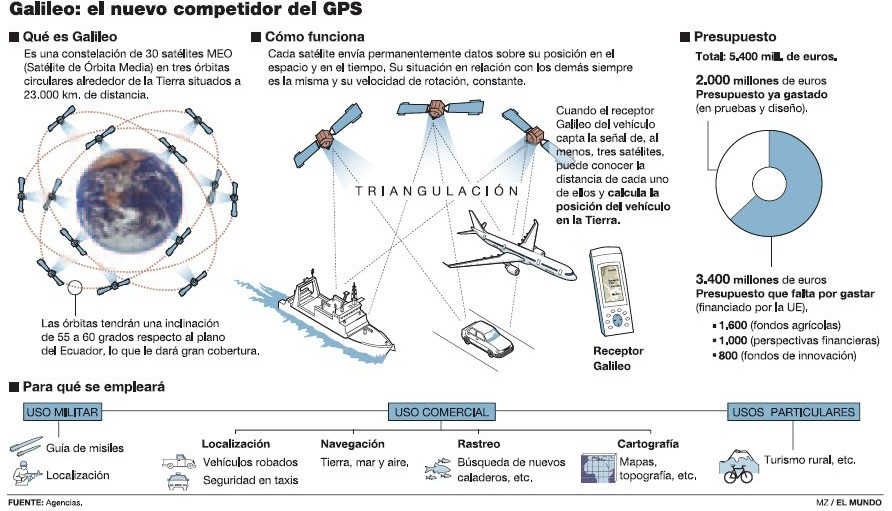 Galileo: el nuevo competidor del GPS
Qué es Galileo
Es una constelación de 30 satélites MEO
(Satélite de Órbita Media) en tres órbitas
circulares alrededor de la Tierra situados a
23.000 km. de distancia.
Las órbitas tendrán una inclinación
de 55 a 60 grados respecto al plano
del Ecuador, lo que le dará gran cobertura.
Cómo funciona
Cada satélite envía permanentemente datos sobre su posición en el
espacio y en el tiempo. Su situación en relación con los demás siempre
es la misma y su velocidad de rotación, constante.
Cuando el receptor
Galileo del vehículo
capta la señal de, al
menos, tres satélites,
puede conocer la
distancia de cada uno
de ellos y calcula la
posición del vehículo
en la Tierra.
TRIANGULACIÓN
Receptor
Galileo
Presupuesto
Total: 5.400 mill. de euros.
2.000 millones de euros
Presupuesto ya gastado
(en pruebas y diseño).
3.400 millones de euros
Presupuesto que falta por gastar
(financiado por la UE),
1,600 (fondos agrícolas)
1,000 (perspectivas financieras)
800 (fondos de innovación)
Para qué se empleará
USO MILITAR
Guía de misiles
Localización
USO COMERCIAL
Localización
Vehículos robados
Seguridad en taxis
Navegación
Tierra, mar y aire,
Rastreo
Búsqueda de nuevos
caladeros, etc.
Cartografía
Mapas,
topografía, etc,
USOS PARTICULARES
Turismo rural, etc.
FUENTE: Agencias.
MZ / EL MUNDO